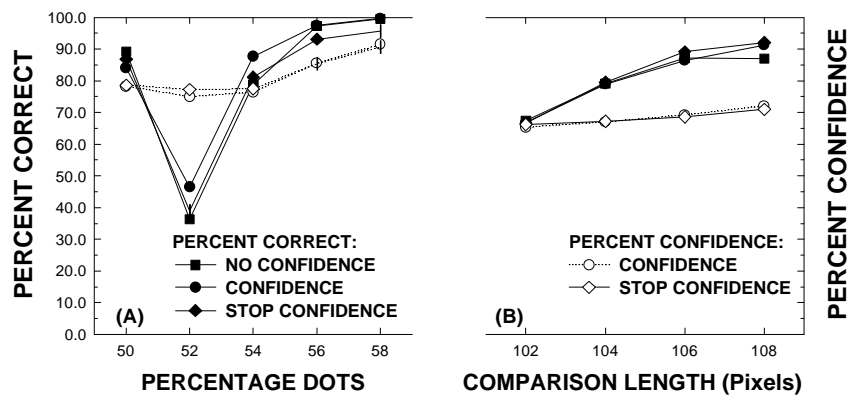 PERCENT CORRECT
100.0
90.0
80.0
70.0
60.0
50.0
40.0
30.0
20.0
10.0
0.0
PERCENT CORRECT:
NO CONFIDENCE
CONFIDENCE
STOP CONFIDENCE
(A)
50 52 54 56 58
PERCENTAGE DOTS
PERCENT CONFIDENCE:
CONFIDENCE
STOP CONFIDENCE
(B)
102 104 106 108
COMPARISON LENGTH (Pixels)
PERCENT CONFIDENCE